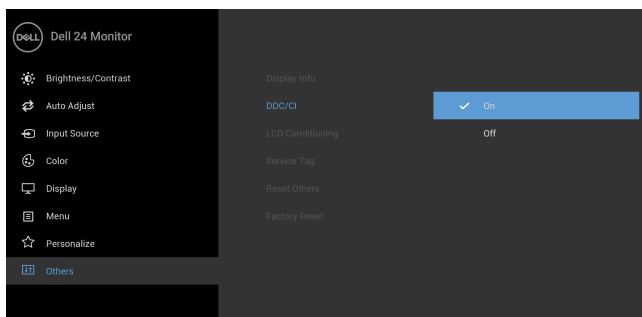 DELL Dell 24 Monitor
Brightness/Contrast Display Info
Auto Adjust DDC/CI On
Input Source LCD Conditioning Off
Color Service Tag
Display Reset Others
Menu Factory Reset
Personalize
Others